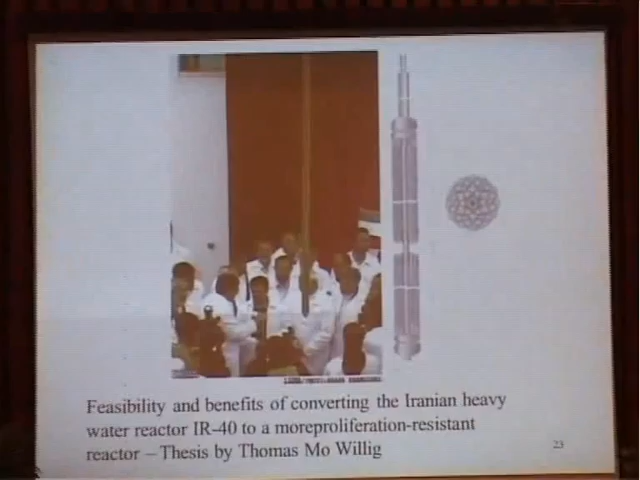 Feasibility and benefits of converting the Iranian heavy
water reactor IR-40 to a moreproliferation-resistant
reactor – Thesis by Thomas Mo Willig
23